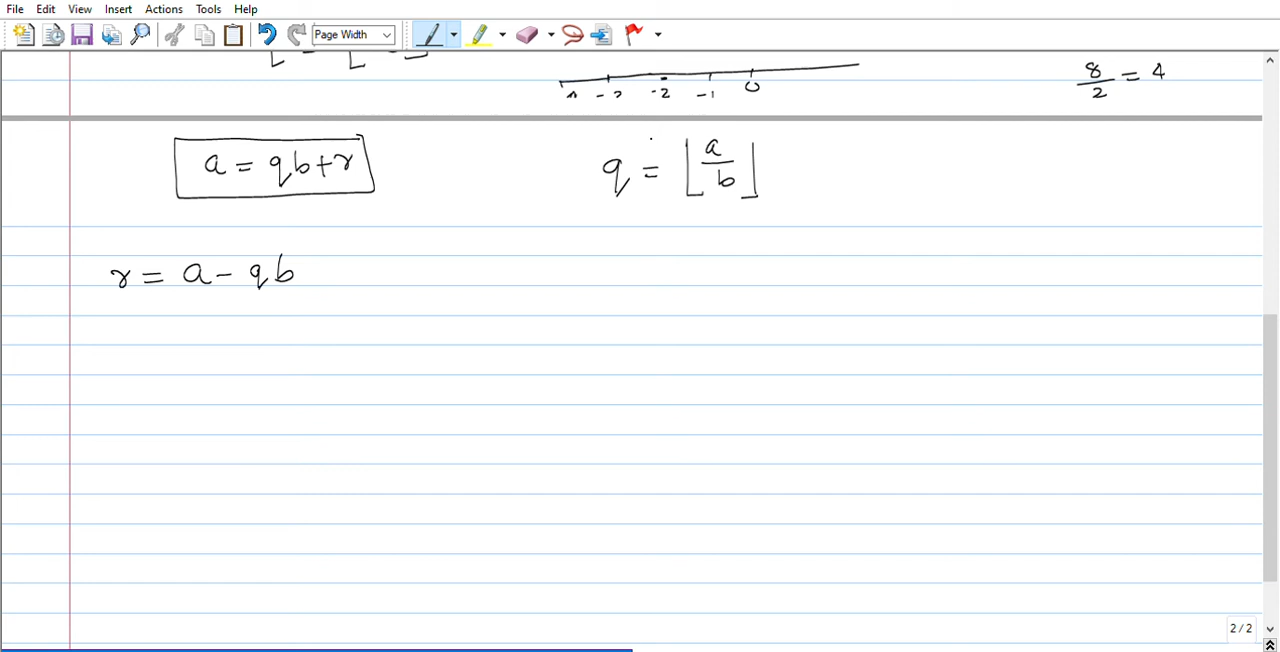 File Edit View Insert Actions Tools Help
Page Width
-2 -1 0
8/2 = 4
a = qb+r
q = ⌊a/b⌋
r = a - qb
2 / 2